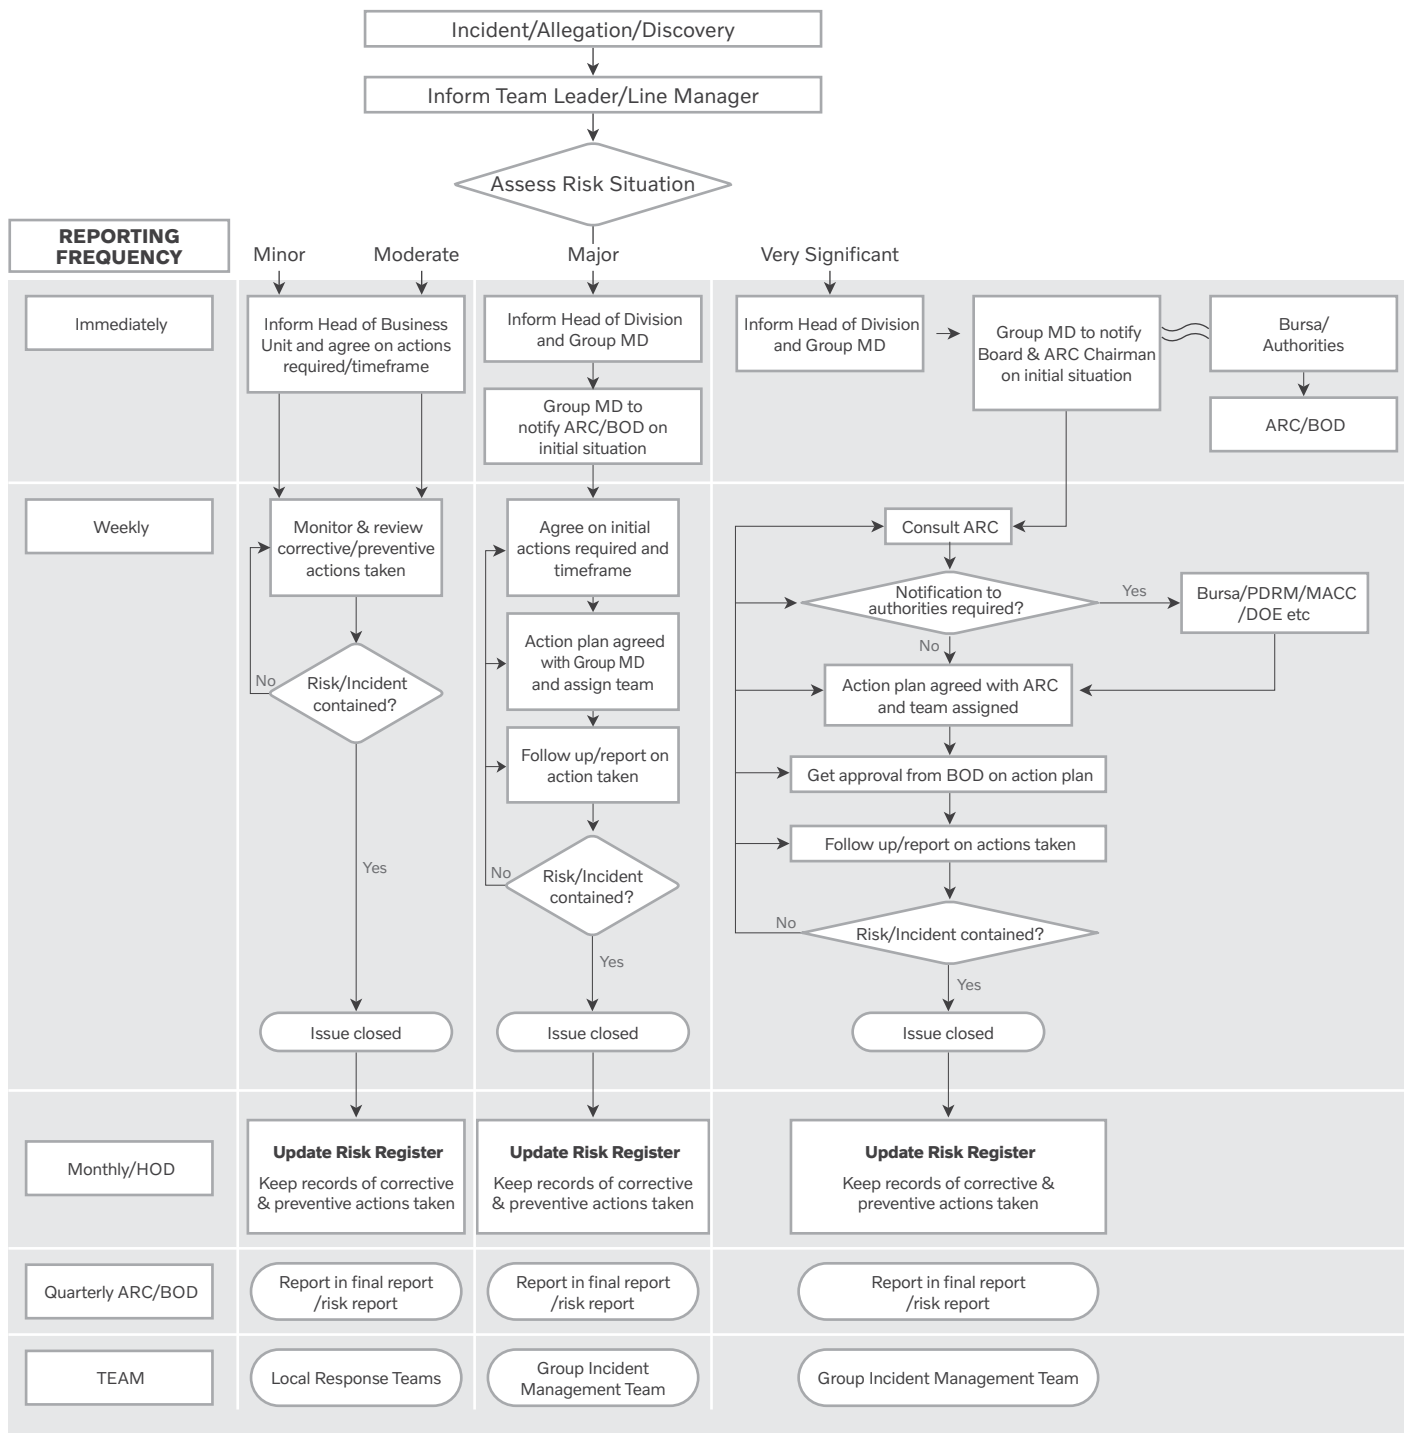 Incident/Allegation/Discovery
Inform Team Leader/Line Manager
Assess Risk Situation
REPORTING
FREQUENCY
Minor
Moderate
Major
Very Significant
Immediately
Inform Head of Business
Unit and agree on actions
required/timeframe
Inform Head of Division
and Group MD
Group MD to
notify ARC/BOD on
initial situation
Inform Head of Division
and Group MD
Group MD to notify
Board & ARC Chairman
on initial situation
Bursa/
Authorities
ARC/BOD
Weekly
Monitor & review
corrective/preventive
actions taken
No
Risk/Incident
contained?
Yes
Issue closed
Agree on initial
actions required and
timeframe
Action plan agreed
with Group MD
and assign team
Follow up/report on
action taken
No
Risk/Incident
contained?
Yes
Issue closed
Consult ARC
Notification to
authorities required?
Yes
Bursa/PDRM/MACC
/DOE etc
No
Action plan agreed with ARC
and team assigned
Get approval from BOD on action plan
Follow up/report on actions taken
No
Risk/Incident contained?
Yes
Issue closed
Monthly/HOD
Update Risk Register
Keep records of corrective
& preventive actions taken
Update Risk Register
Keep records of corrective
& preventive actions taken
Update Risk Register
Keep records of corrective &
preventive actions taken
Quarterly ARC/BOD
Report in final report
/risk report
Report in final report
/risk report
Report in final report
/risk report
TEAM
Local Response Teams
Group Incident
Management Team
Group Incident Management Team